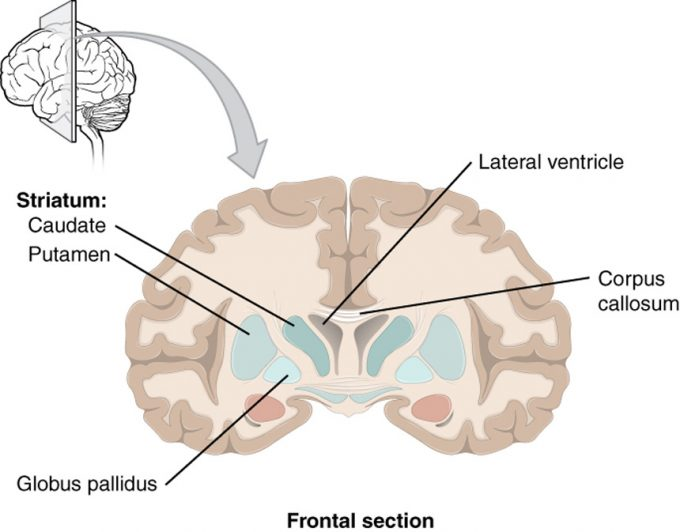 Lateral ventricle
Striatum:
Caudate
Putamen
Corpus
callosum
Globus pallidus
Frontal section